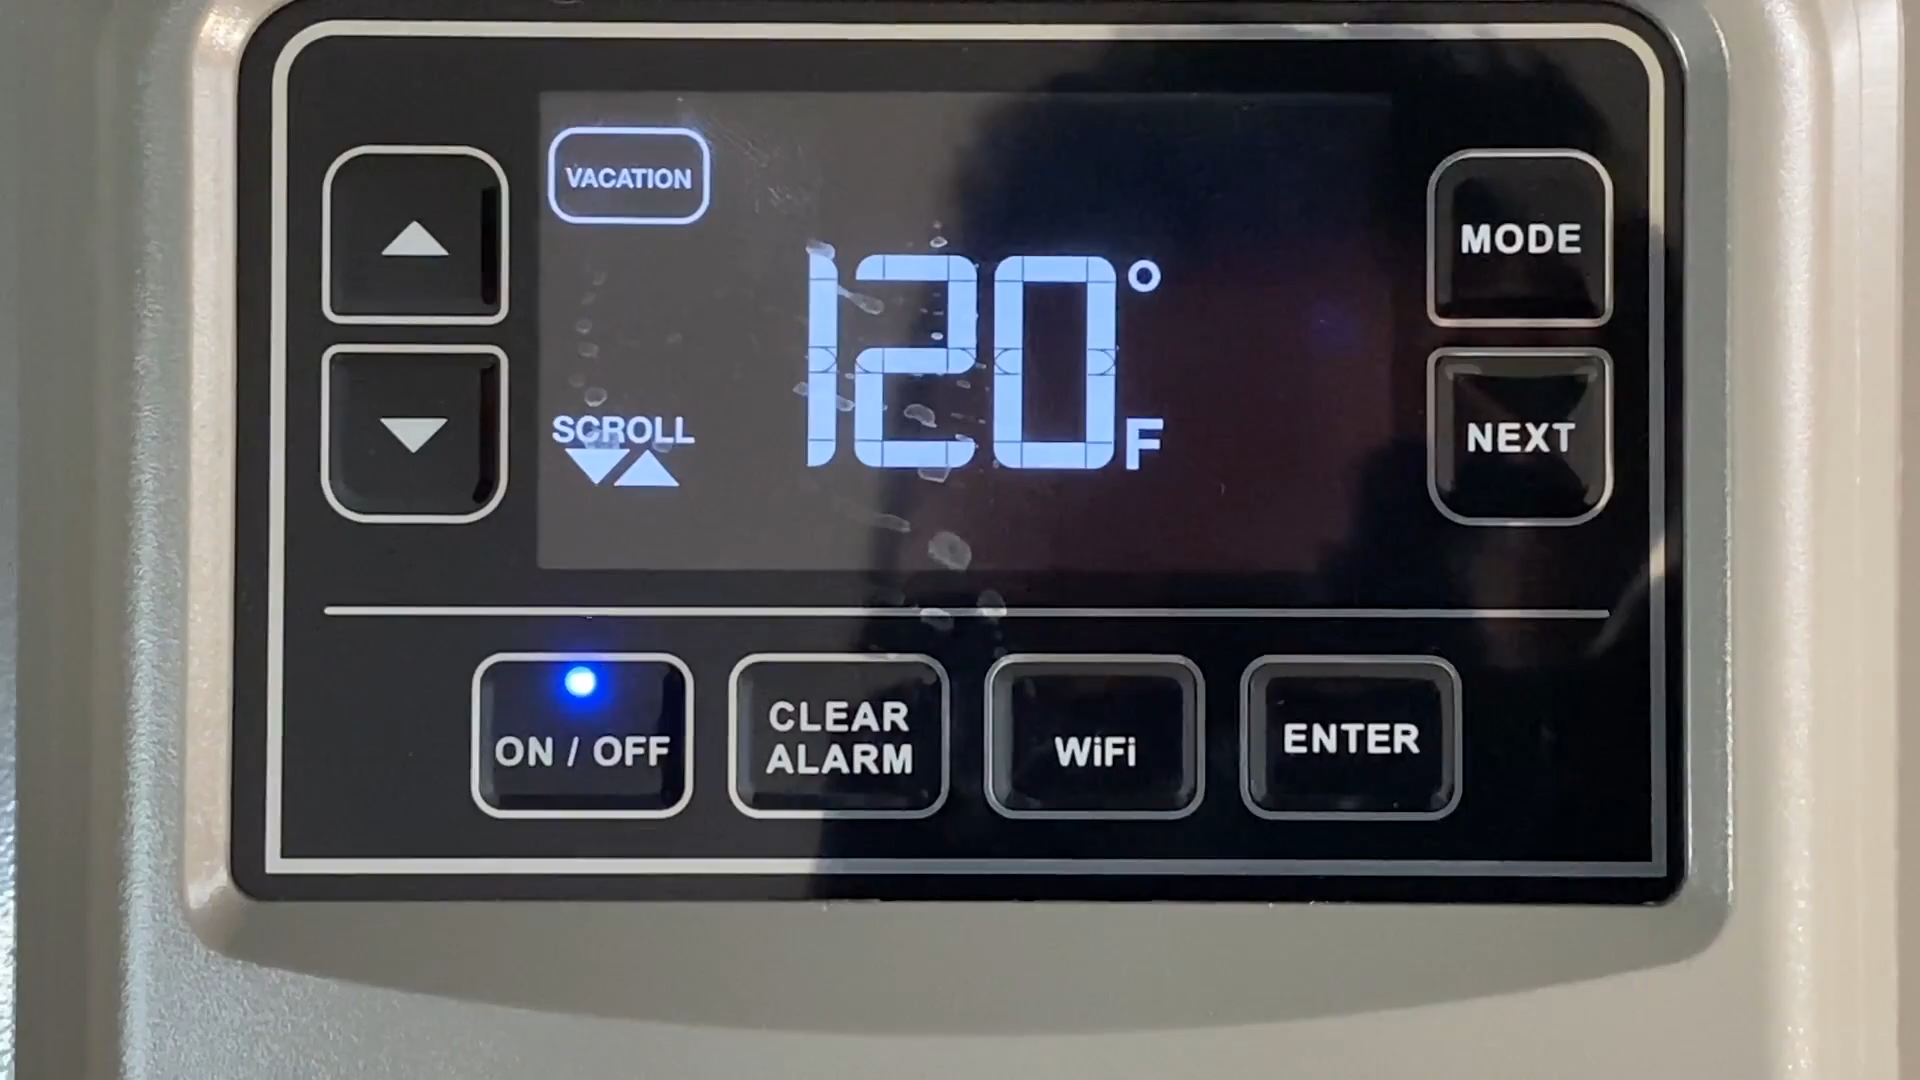 VACATION
MODE
120°F
SCROLL
NEXT
ON / OFF
CLEAR
ALARM
WiFi
ENTER